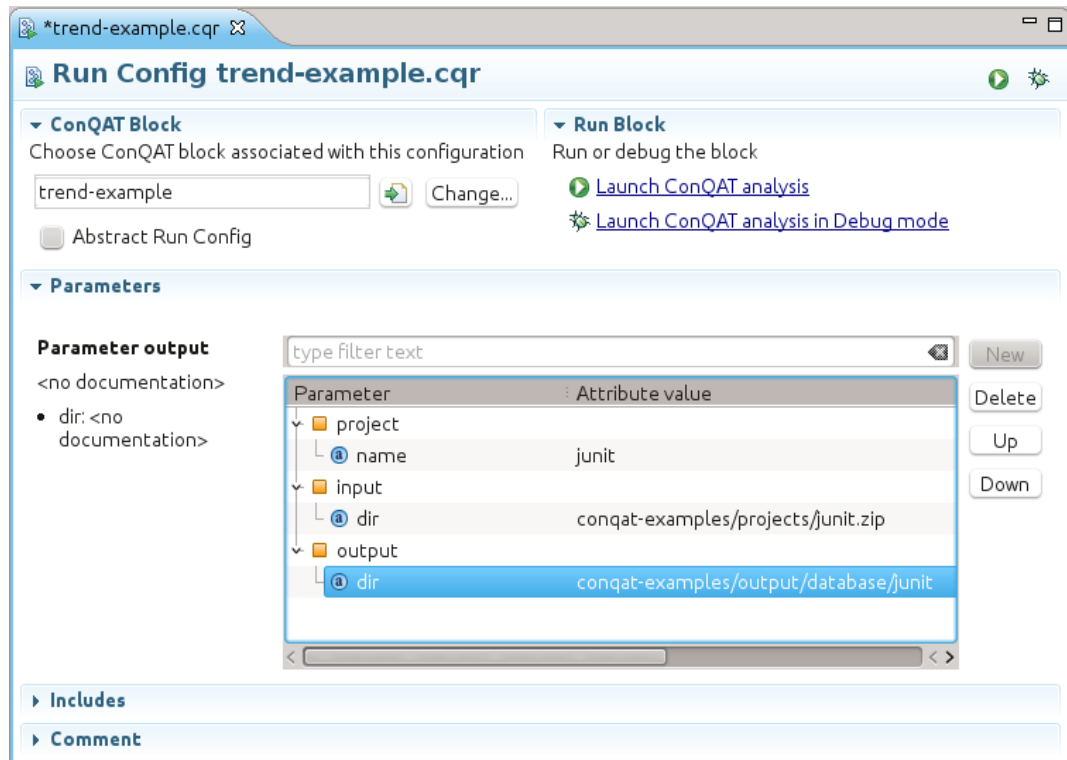 *trend-example.cqr
Run Config trend-example.cqr
ConQAT Block
Choose ConQAT block associated with this configuration
trend-example
Change...
Abstract Run Config
Run Block
Run or debug the block
Launch ConQAT analysis
Launch ConQAT analysis in Debug mode
Parameters
Parameter output
<no documentation>
• dir: <no
documentation>
type filter text
Parameter Attribute value
project
name junit
input
dir conqat-examples/projects/junit.zip
output
dir conqat-examples/output/database/junit
New
Delete
Up
Down
Includes
Comment